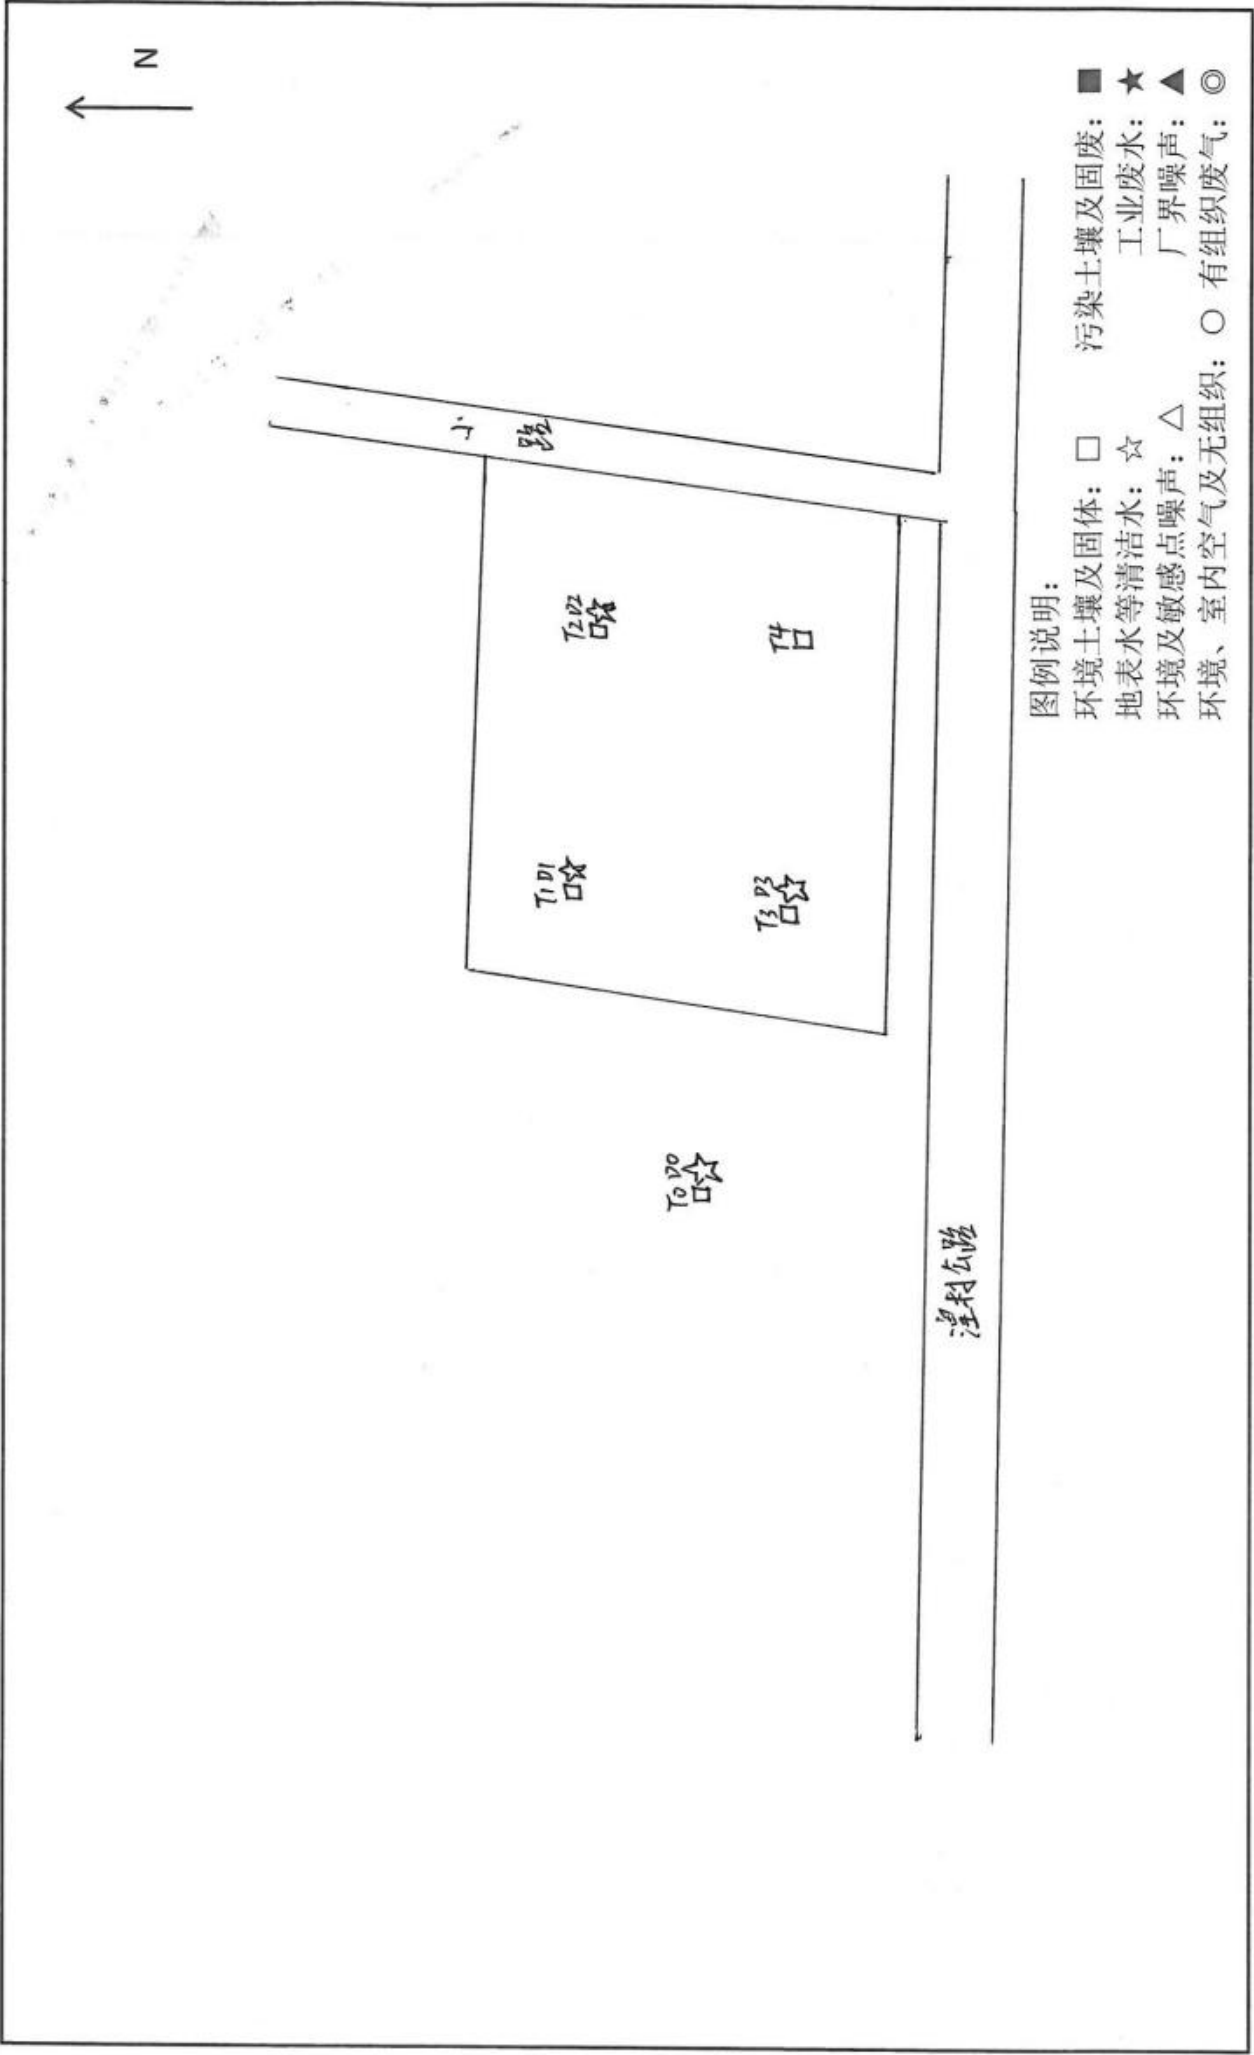 N
小路
T1 D1
T2 D2
T3 D3
T4
T0 D0
村公路
图例说明：
环境土壤及固体：□ 污染土壤及固废：■
地表水等清洁水：☆ 工业废水：★
环境及敏感点噪声：△ 厂界噪声：▲
环境、室内空气及无组织：○ 有组织废气：◎